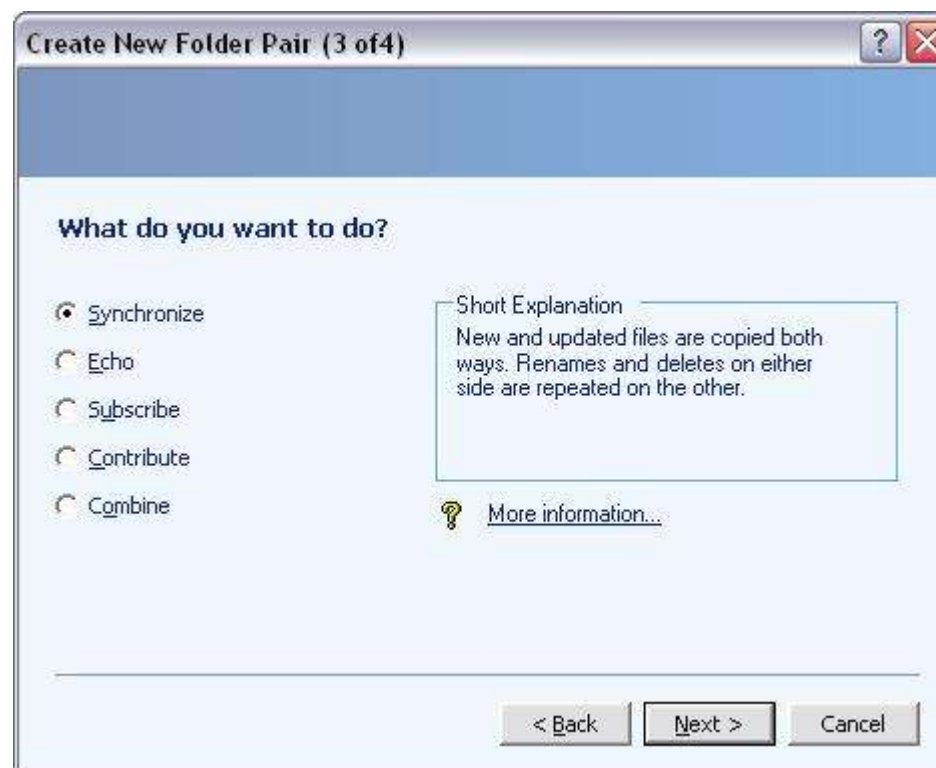 Create New Folder Pair (3 of4)
?
What do you want to do?
Synchronize
Echo
Subscribe
Contribute
Combine
Short Explanation
New and updated files are copied both
ways. Renames and deletes on either
side are repeated on the other.
? More information...
< Back Next > Cancel